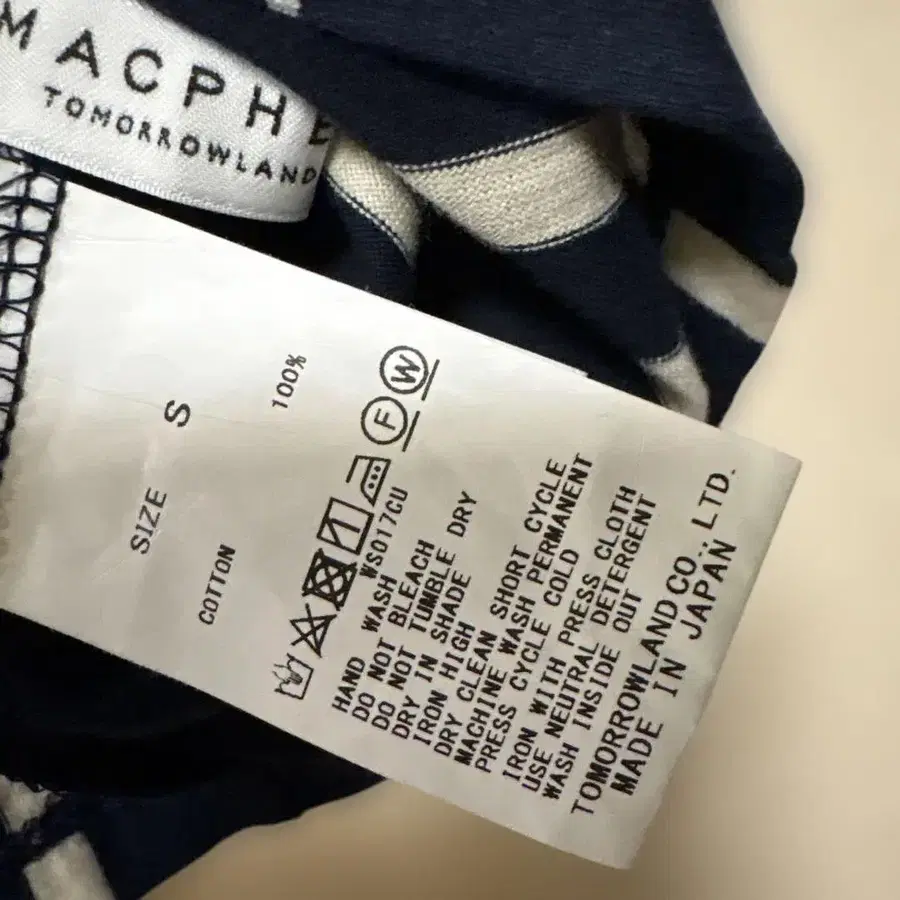 MACPHE
TOMORROWLAND
SIZE S
COTTON 100%
F W
WS017CU
HAND WASH
DO NOT BLEACH
DO NOT TUMBLE DRY
DRY IN SHADE
IRON HIGH
DRY CLEAN SHORT CYCLE
MACHINE WASH PERMANENT
PRESS CYCLE COLD
IRON WITH PRESS CLOTH
USE NEUTRAL DETERGENT
WASH INSIDE OUT
TOMORROWLAND CO.,LTD.
MADE IN JAPAN